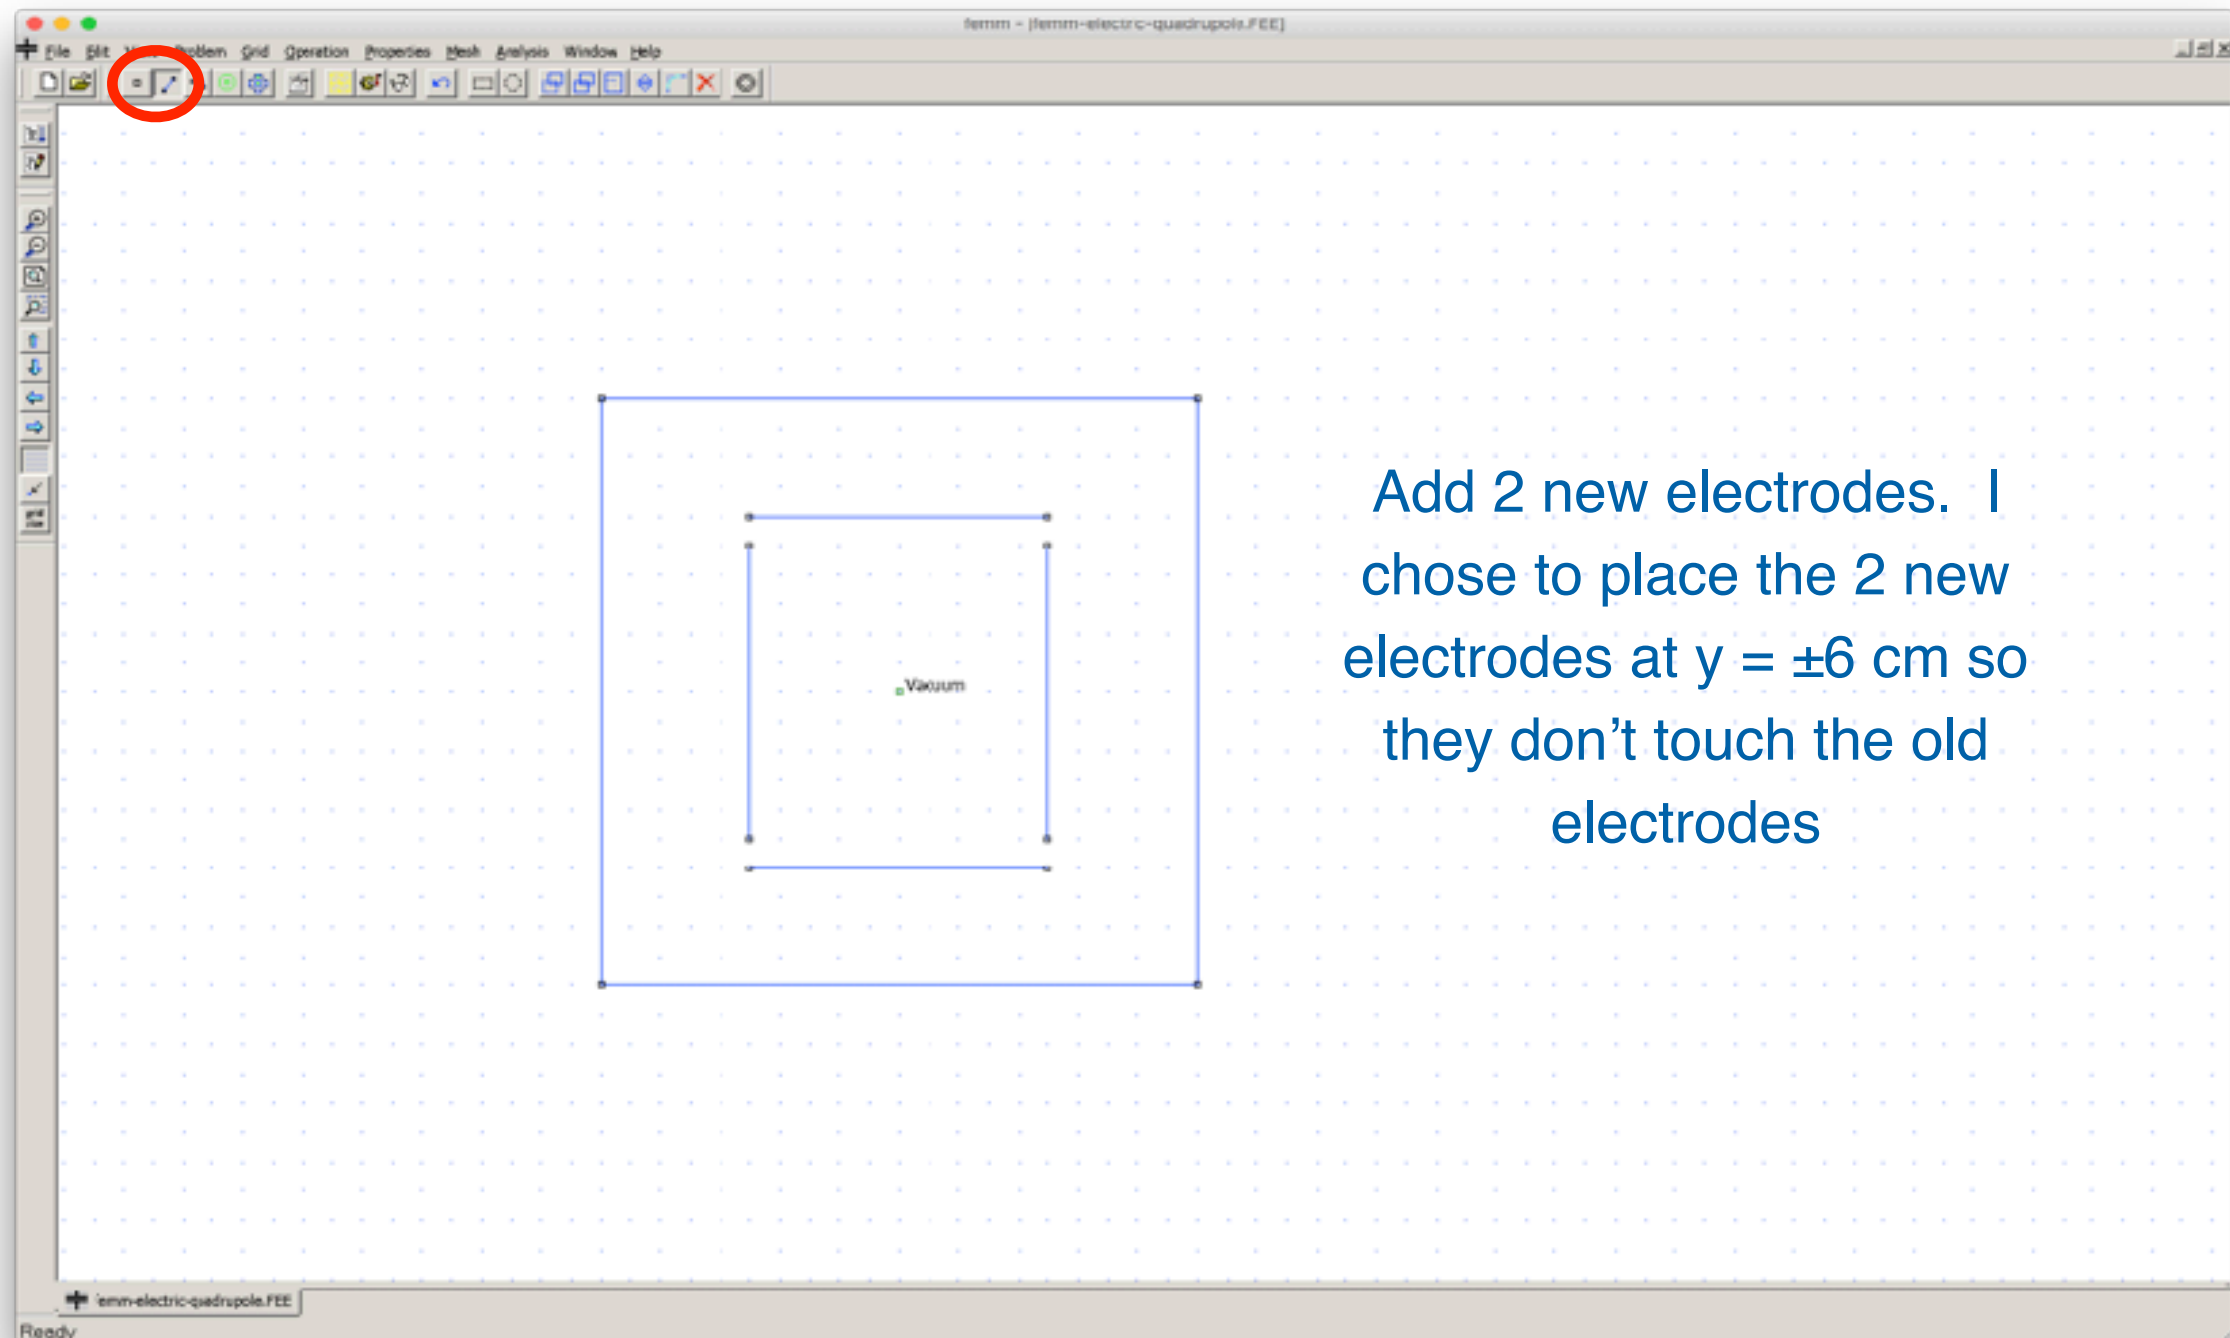 femm - [femm-electric-quadrupole.FEE]
File Edit Problem Grid Operation Properties Mesh Analysis Window Help
Add 2 new electrodes. I
chose to place the 2 new
electrodes at y = ±6 cm so
they don’t touch the old
electrodes
Vacuum
femm-electric-quadrupole.FEE
Ready